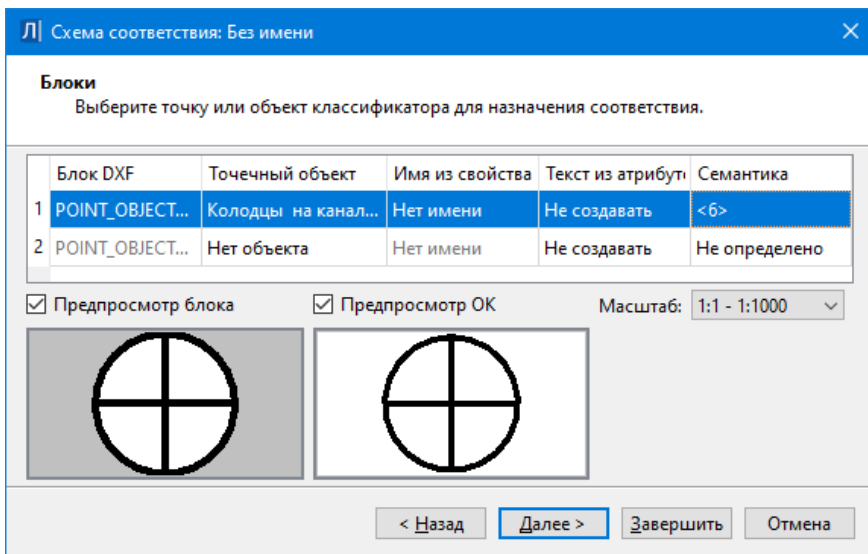 Л| Схема соответствия: Без имени
Блоки
Выберите точку или объект классификатора для назначения соответствия.
Блок DXF Точечный объект Имя из свойства Текст из атрибут Семантика
1 POINT_OBJECT... Колодцы на канал... Нет имени Не создавать <6>
2 POINT_OBJECT... Нет объекта Нет имени Не создавать Не определено
Предпросмотр блока Предпросмотр ОК Масштаб: 1:1 - 1:1000
< Назад Далее > Завершить Отмена